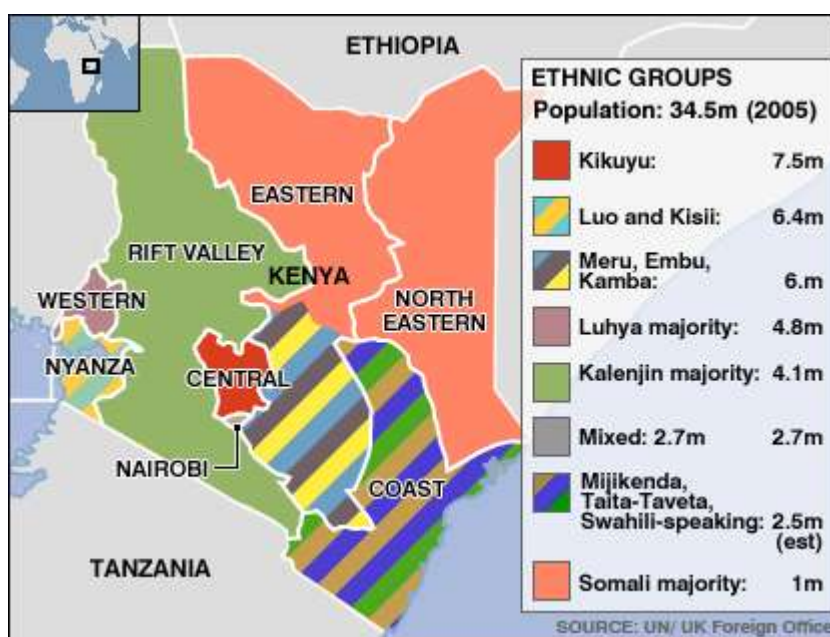 ETHIOPIA
EASTERN
RIFT VALLEY
KENYA
WESTERN
NORTH
EASTERN
NYANZA
CENTRAL
NAIROBI
COAST
TANZANIA
ETHNIC GROUPS
Population: 34.5m (2005)
Kikuyu: 7.5m
Luo and Kisii: 6.4m
Meru, Embu,
Kamba: 6.m
Luhya majority: 4.8m
Kalenjin majority: 4.1m
Mixed: 2.7m 2.7m
Mijikenda,
Taita-Taveta,
Swahili-speaking: 2.5m
(est)
Somali majority: 1m
SOURCE: UN/ UK Foreign Office